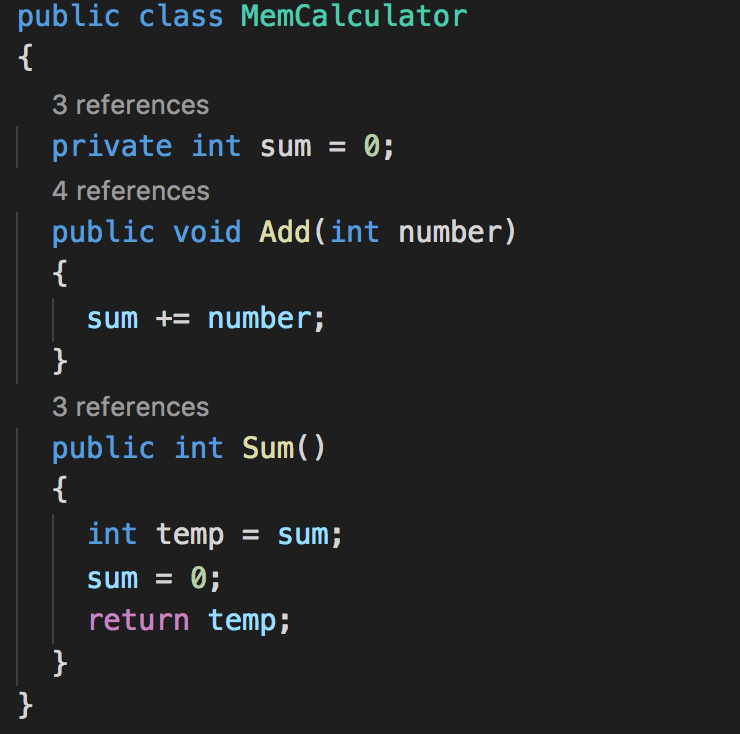 public class MemCalculator
{
3 references
private int sum = 0;
4 references
public void Add(int number)
{
sum += number;
}
3 references
public int Sum()
{
int temp = sum;
sum = 0;
return temp;
}
}